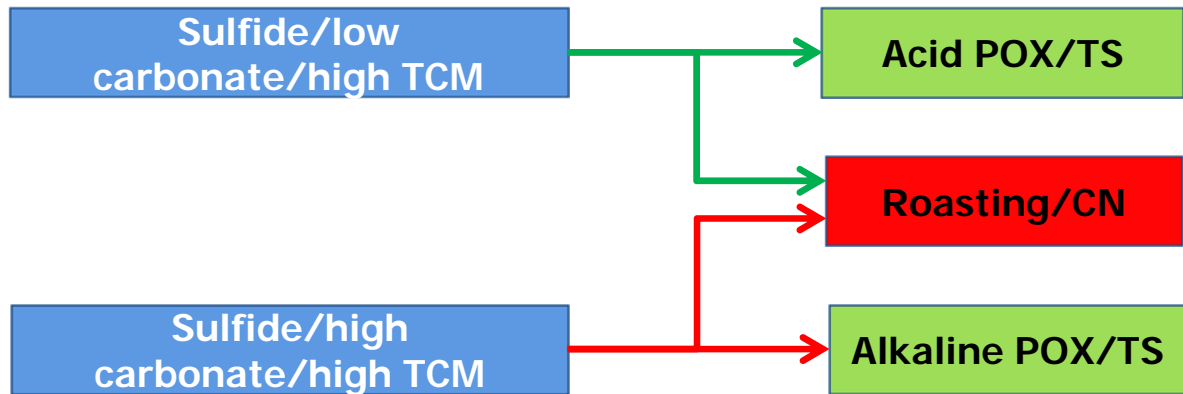 Sulfide/low
carbonate/high TCM
Acid POX/TS
Roasting/CN
Sulfide/high
carbonate/high TCM
Alkaline POX/TS